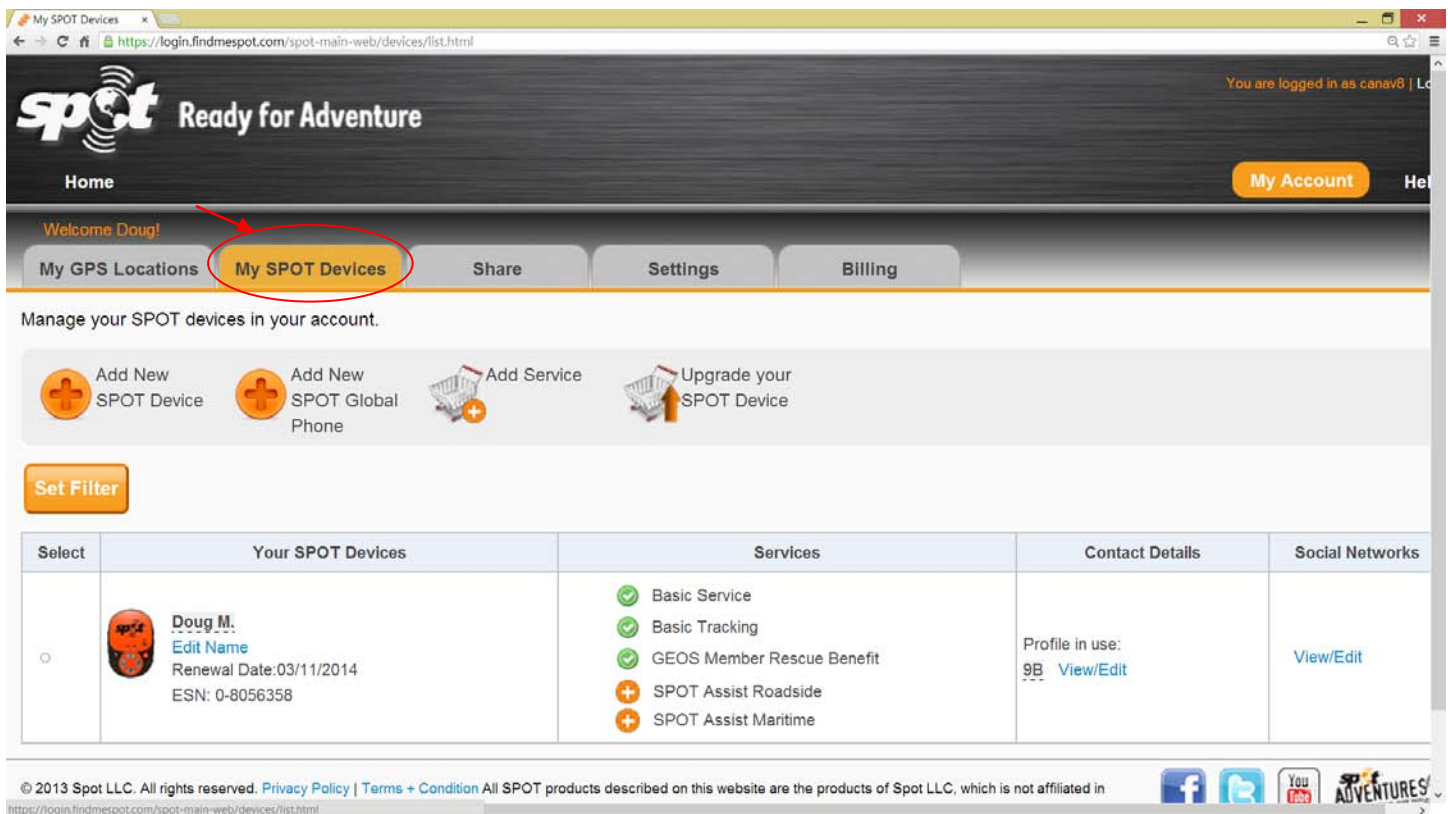 My SPOT Devices
https://login.findmespot.com/spot-main-web/devices/list.html
You are logged in as canav8 | Lo
spot Ready for Adventure
Home
My Account
Hel
Welcome Doug!
My GPS Locations My SPOT Devices Share Settings Billing
Manage your SPOT devices in your account.
Add New
SPOT Device
Add New
SPOT Global
Phone
Add Service
Upgrade your
SPOT Device
Set Filter
Select Your SPOT Devices Services Contact Details Social Networks
spot
Doug M.
Edit Name
Renewal Date:03/11/2014
ESN: 0-8056358
Basic Service
Basic Tracking
GEOS Member Rescue Benefit
SPOT Assist Roadside
SPOT Assist Maritime
Profile in use:
9B View/Edit
View/Edit
© 2013 Spot LLC. All rights reserved. Privacy Policy | Terms + Condition All SPOT products described on this website are the products of Spot LLC, which is not affiliated in
You
Tube
spot
ADVENTURES
https://login.findmespot.com/spot-main-web/devices/list.html